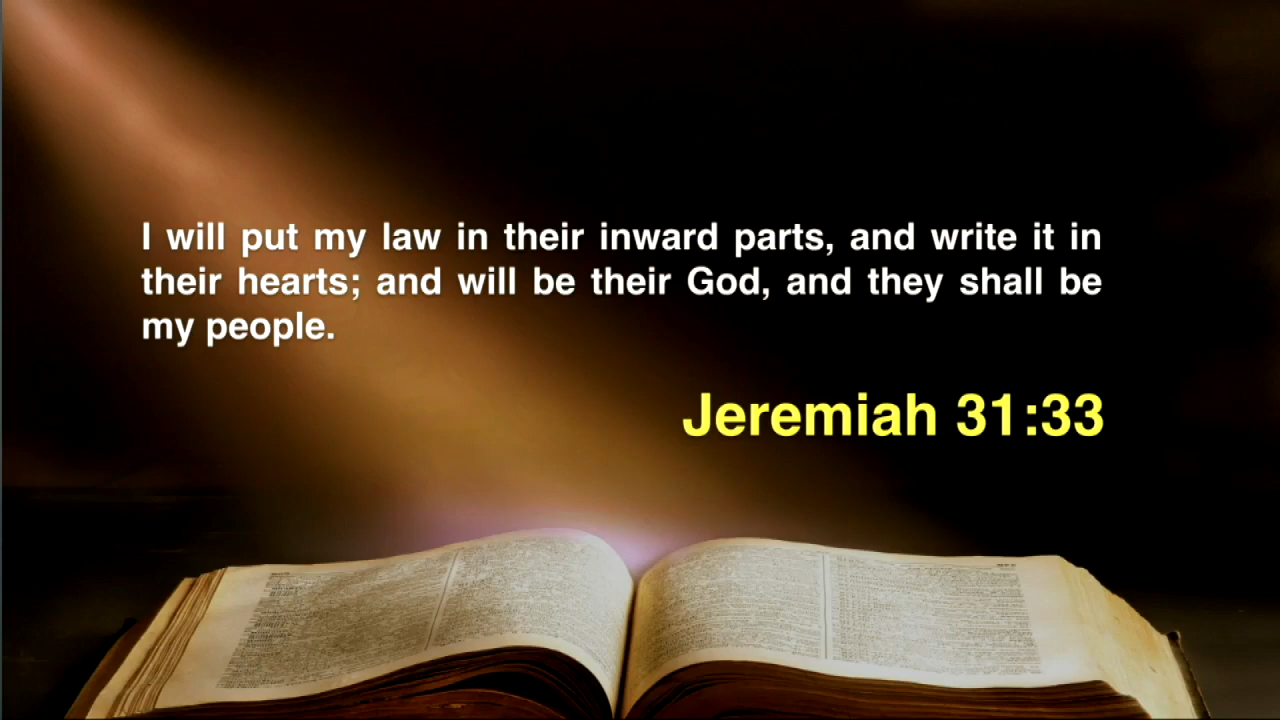 I will put my law in their inward parts, and write it in
their hearts; and will be their God, and they shall be
my people.
Jeremiah 31:33